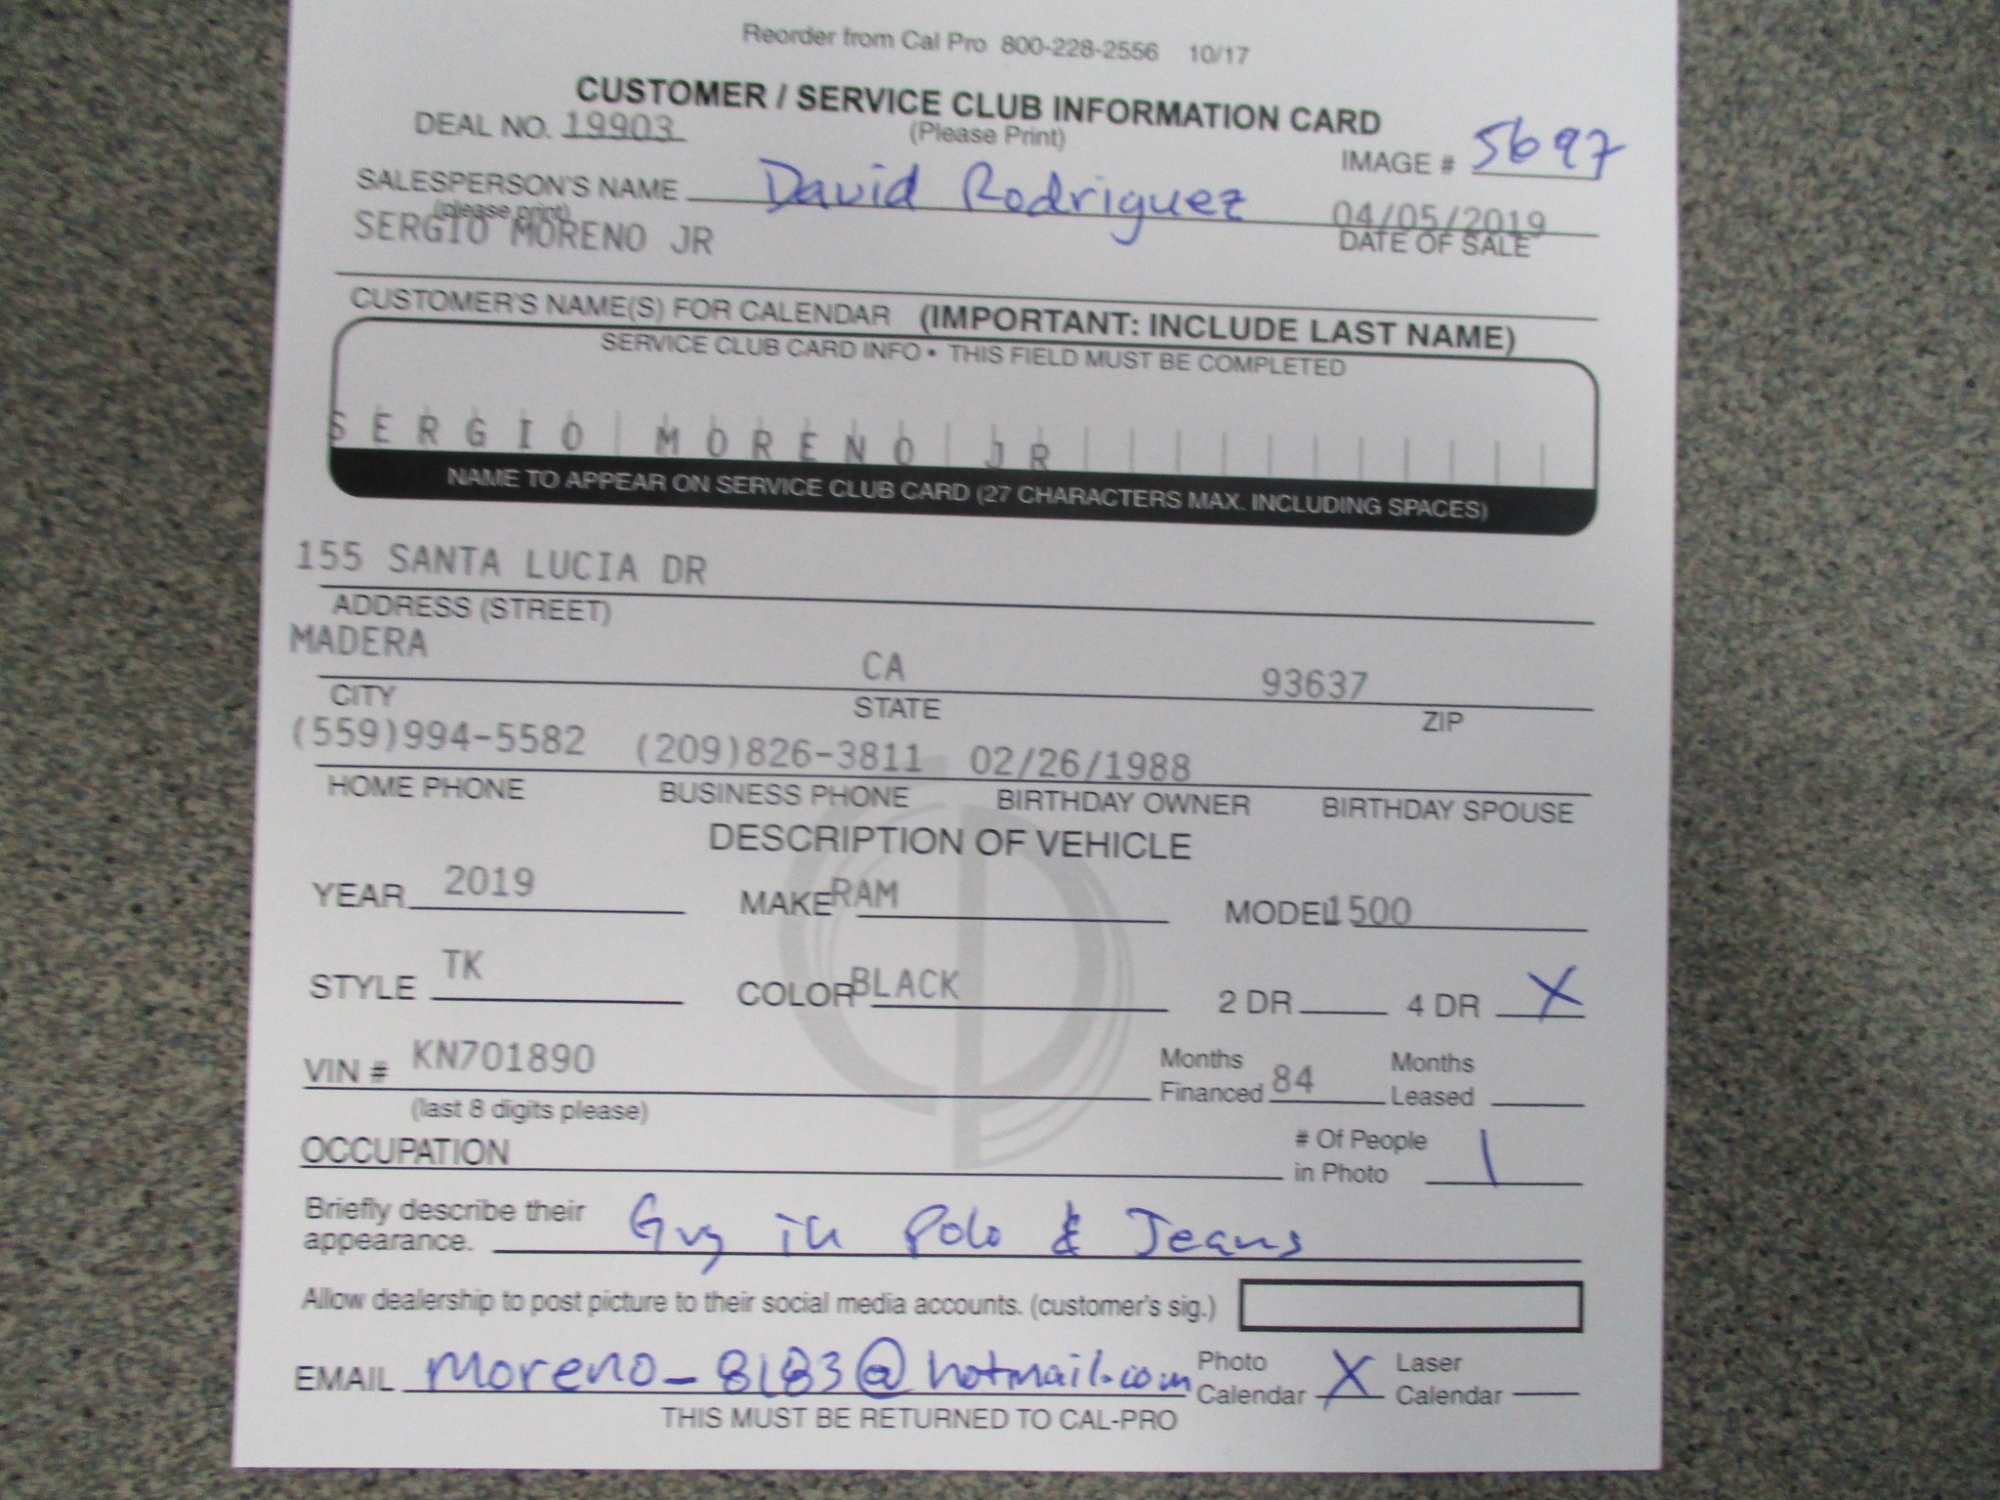 Reorder from Cal Pro 800-228-2556 10/17
CUSTOMER / SERVICE CLUB INFORMATION CARD
(Please Print)
DEAL NO. 19903
IMAGE # 5697
SALESPERSON'S NAME David Rodriguez
(please print)
04/05/2019
DATE OF SALE
SERGIO MORENO JR
CUSTOMER'S NAME(S) FOR CALENDAR (IMPORTANT: INCLUDE LAST NAME)
SERVICE CLUB CARD INFO • THIS FIELD MUST BE COMPLETED
SERGIO MORENO JR
NAME TO APPEAR ON SERVICE CLUB CARD (27 CHARACTERS MAX. INCLUDING SPACES)
155 SANTA LUCIA DR
ADDRESS (STREET)
MADERA CA 93637
CITY STATE ZIP
(559)994-5582 (209)826-3811 02/26/1988
HOME PHONE BUSINESS PHONE BIRTHDAY OWNER BIRTHDAY SPOUSE
DESCRIPTION OF VEHICLE
YEAR 2019 MAKE RAM MODEL 1500
STYLE TK COLOR BLACK 2 DR 4 DR X
VIN # KN701890 Months Financed 84 Months Leased
(last 8 digits please)
OCCUPATION # Of People in Photo 1
Briefly describe their appearance. Guy in Polo & Jeans
Allow dealership to post picture to their social media accounts. (customer's sig.)
EMAIL moreno_8183@hotmail.com Photo Calendar X Laser Calendar
THIS MUST BE RETURNED TO CAL-PRO